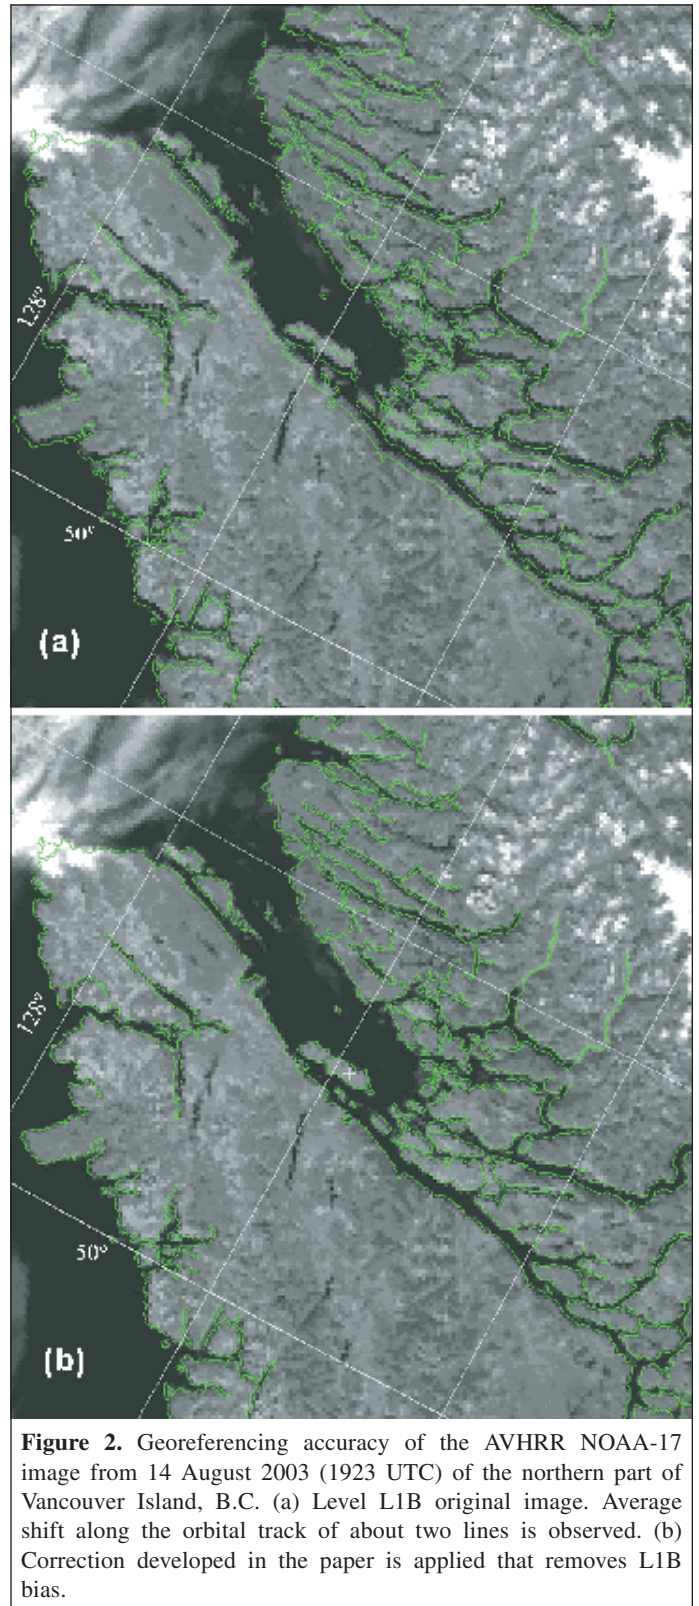 128°
50°
(a)
128°
50°
(b)
Figure 2. Georeferencing accuracy of the AVHRR NOAA-17
image from 14 August 2003 (1923 UTC) of the northern part of
Vancouver Island, B.C. (a) Level L1B original image. Average
shift along the orbital track of about two lines is observed. (b)
Correction developed in the paper is applied that removes L1B
bias.